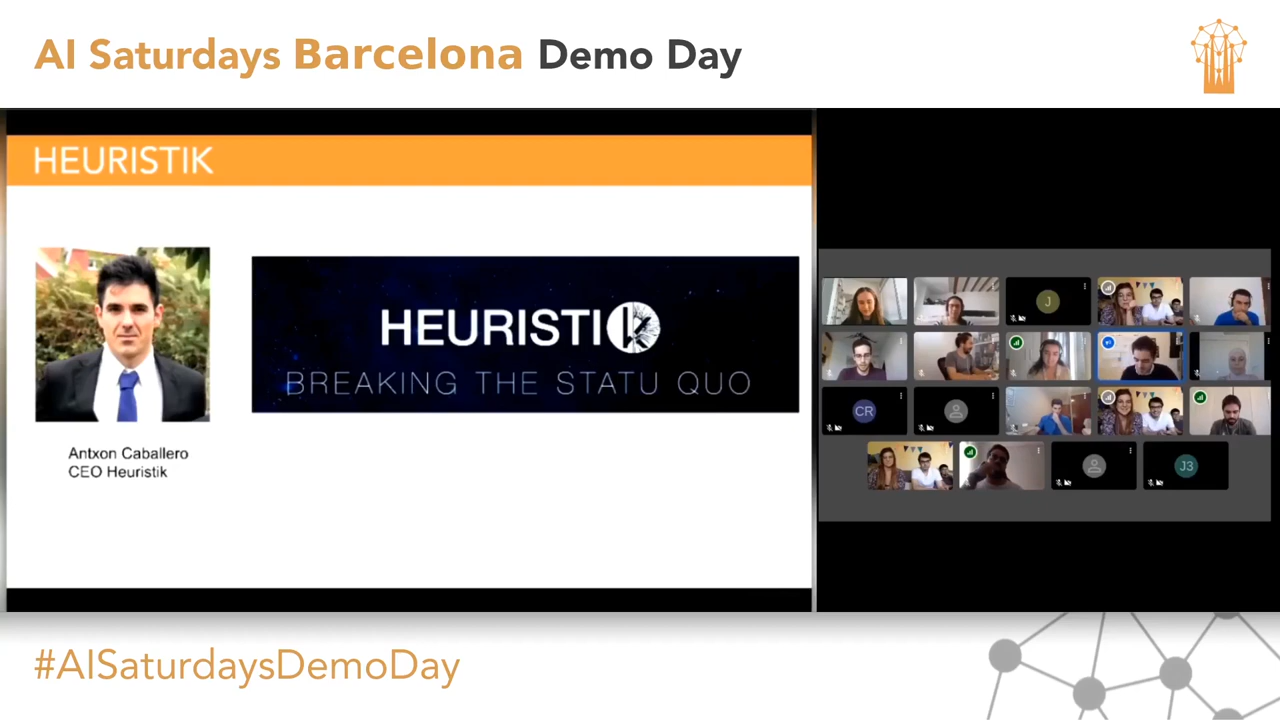 AI Saturdays Barcelona Demo Day
HEURISTIK
HEURISTIK
BREAKING THE STATU QUO
Antxon Caballero
CEO Heuristik
J
CR
J3
#AISaturdaysDemoDay